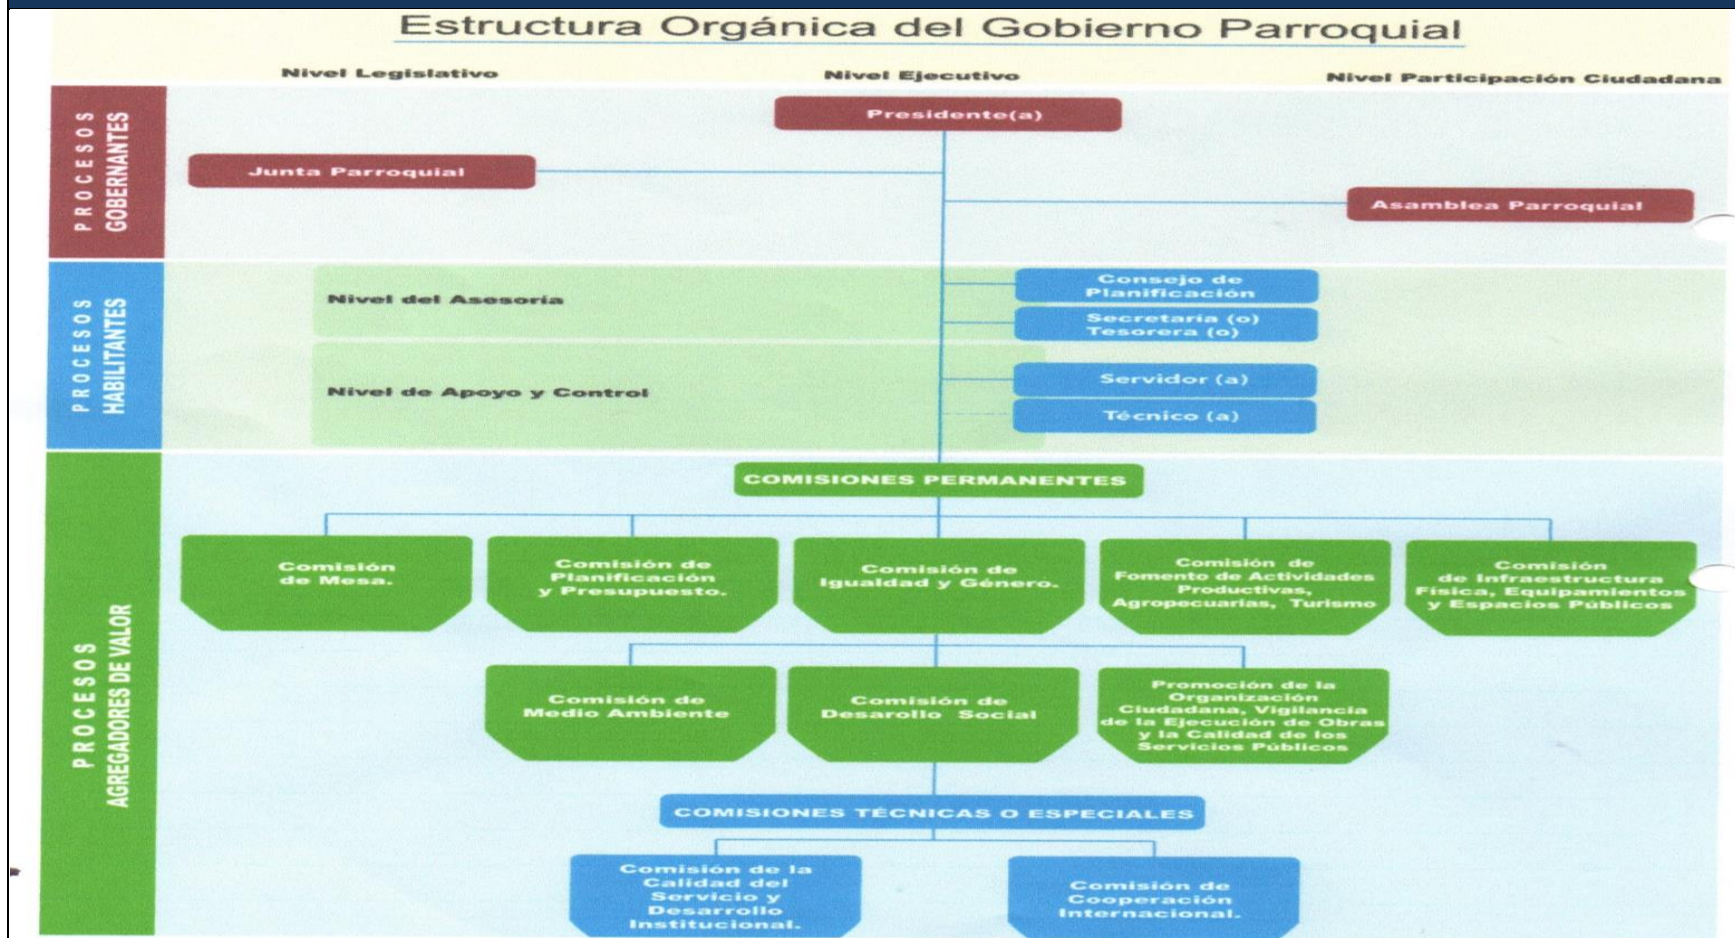 Estructura Orgánica del Gobierno Parroquial
Nivel Legislativo
Nivel Ejecutivo
Nivel Participación Ciudadana
PROCESOS
GOBERNANTES
Presidente(a)
Junta Parroquial
Asamblea Parroquial
PROCESOS
HABILITANTES
Nivel del Asesoría
Consejo de
Planificación
Secretaría (o)
Tesorera (o)
Nivel de Apoyo y Control
Servidor (a)
Técnico (a)
PROCESOS
AGREGADORES DE VALOR
COMISIONES PERMANENTES
Comisión
de Mesa.
Comisión de
Planificación
y Presupuesto.
Comisión de
Igualdad y Género.
Comisión de
Fomento de Actividades
Productivas,
Agropecuarias, Turismo
Comisión
de Infraestructura
Física, Equipamientos
y Espacios Públicos
Comisión de
Medio Ambiente
Comisión de
Desarollo Social
Promoción de la
Organización
Ciudadana, Vigilancia
de la Ejecución de Obras
y la Calidad de los
Servicios Públicos
COMISIONES TÉCNICAS O ESPECIALES
Comisión de la
Calidad del
Servicio y
Desarrollo
Institucional.
Comisión de
Cooperación
Internacional.